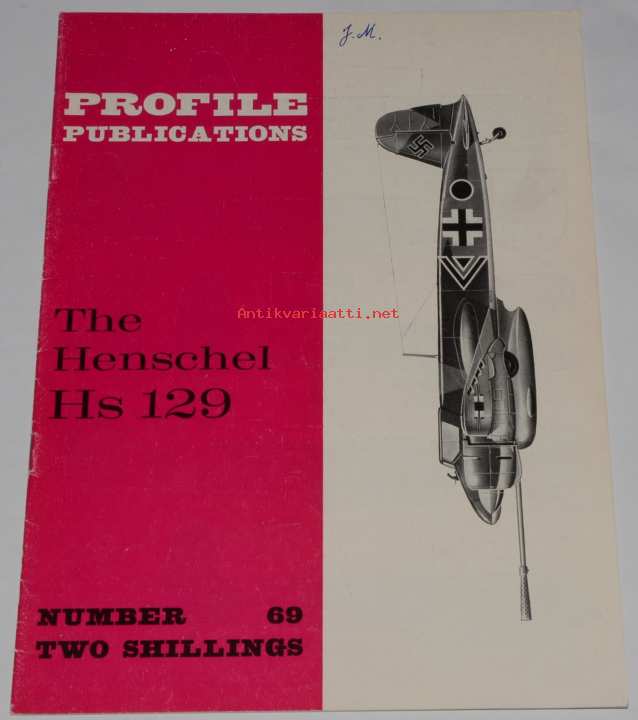 J.M.
PROFILE
PUBLICATIONS
Antikvariaatti.net
The
Henschel
Hs 129
NUMBER 69
TWO SHILLINGS